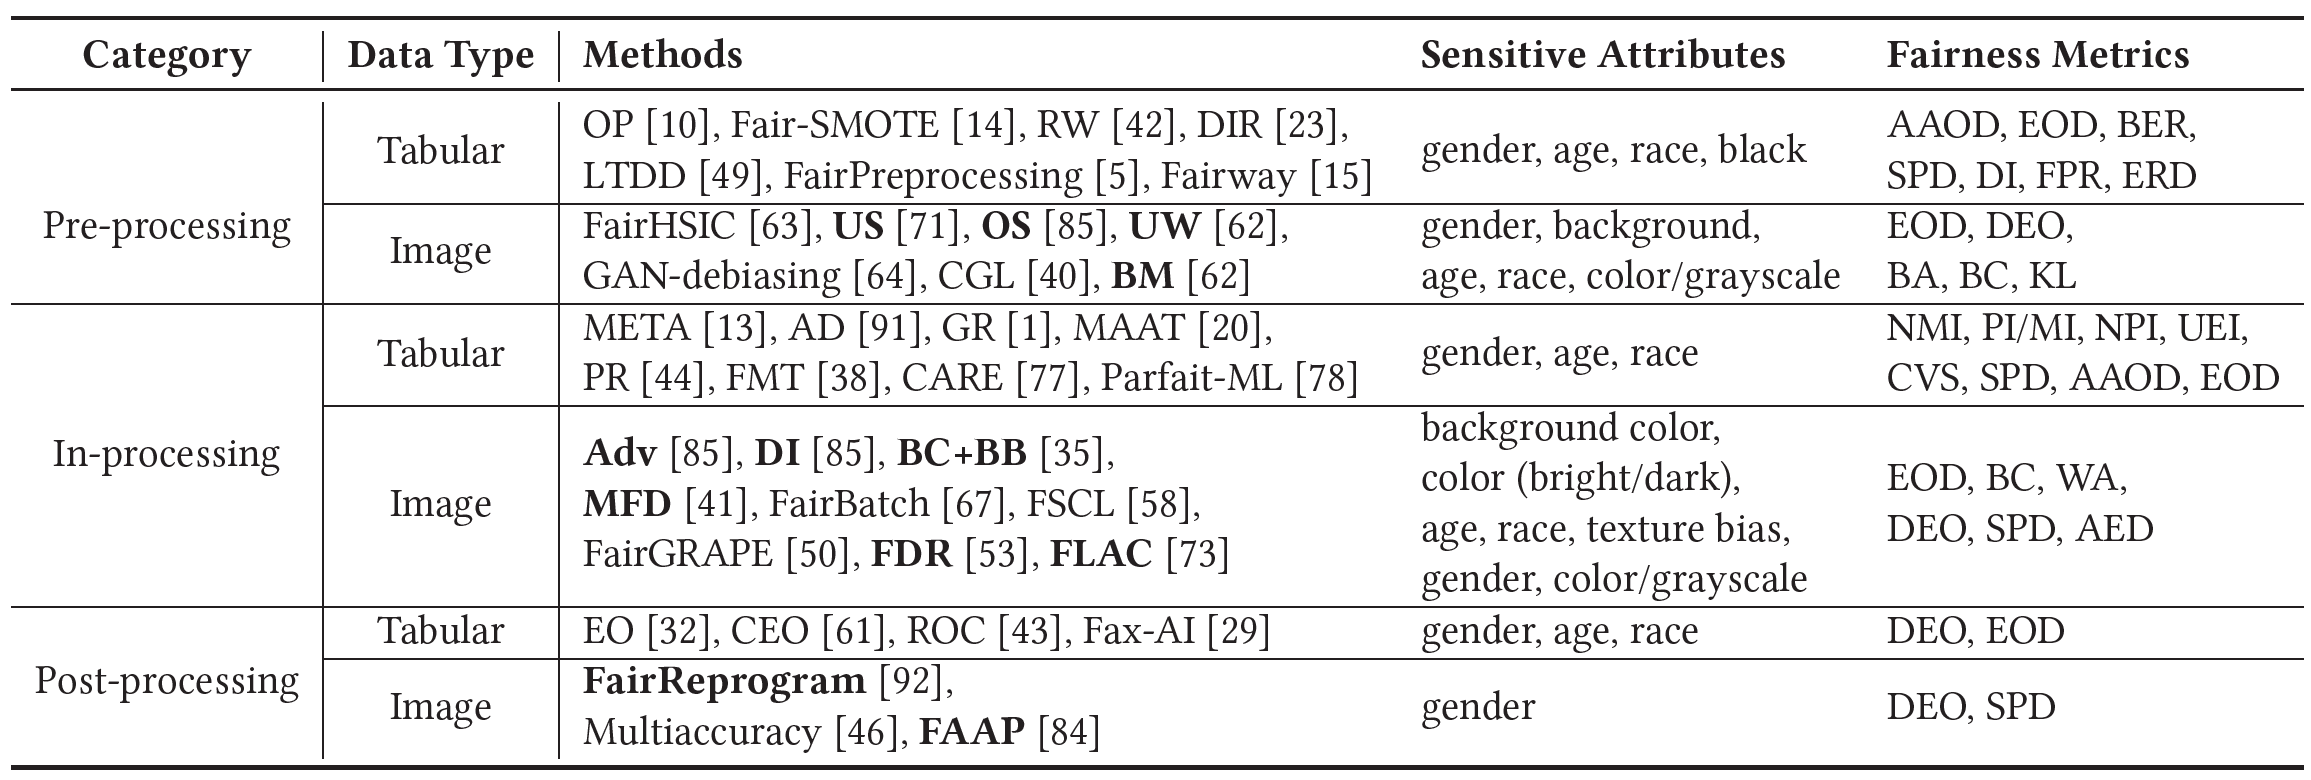 Category Data Type Methods Sensitive Attributes Fairness Metrics
Pre-processing
Tabular
OP [10], Fair-SMOTE [14], RW [42], DIR [23],
LTDD [49], FairPreprocessing [5], Fairway [15]
gender, age, race, black
AAOD, EOD, BER,
SPD, DI, FPR, ERD
Image
FairHSIC [63], US [71], OS [85], UW [62],
GAN-debiasing [64], CGL [40], BM [62]
gender, background,
age, race, color/grayscale
EOD, DEO,
BA, BC, KL
In-processing
Tabular
META [13], AD [91], GR [1], MAAT [20],
PR [44], FMT [38], CARE [77], Parfait-ML [78]
gender, age, race
NMI, PI/MI, NPI, UEI,
CVS, SPD, AAOD, EOD
Image
Adv [85], DI [85], BC+BB [35],
MFD [41], FairBatch [67], FSCL [58],
FairGRAPE [50], FDR [53], FLAC [73]
background color,
color (bright/dark),
age, race, texture bias,
gender, color/grayscale
EOD, BC, WA,
DEO, SPD, AED
Post-processing
Tabular
EO [32], CEO [61], ROC [43], Fax-AI [29]
gender, age, race
DEO, EOD
Image
FairReprogram [92],
Multiaccuracy [46], FAAP [84]
gender
DEO, SPD